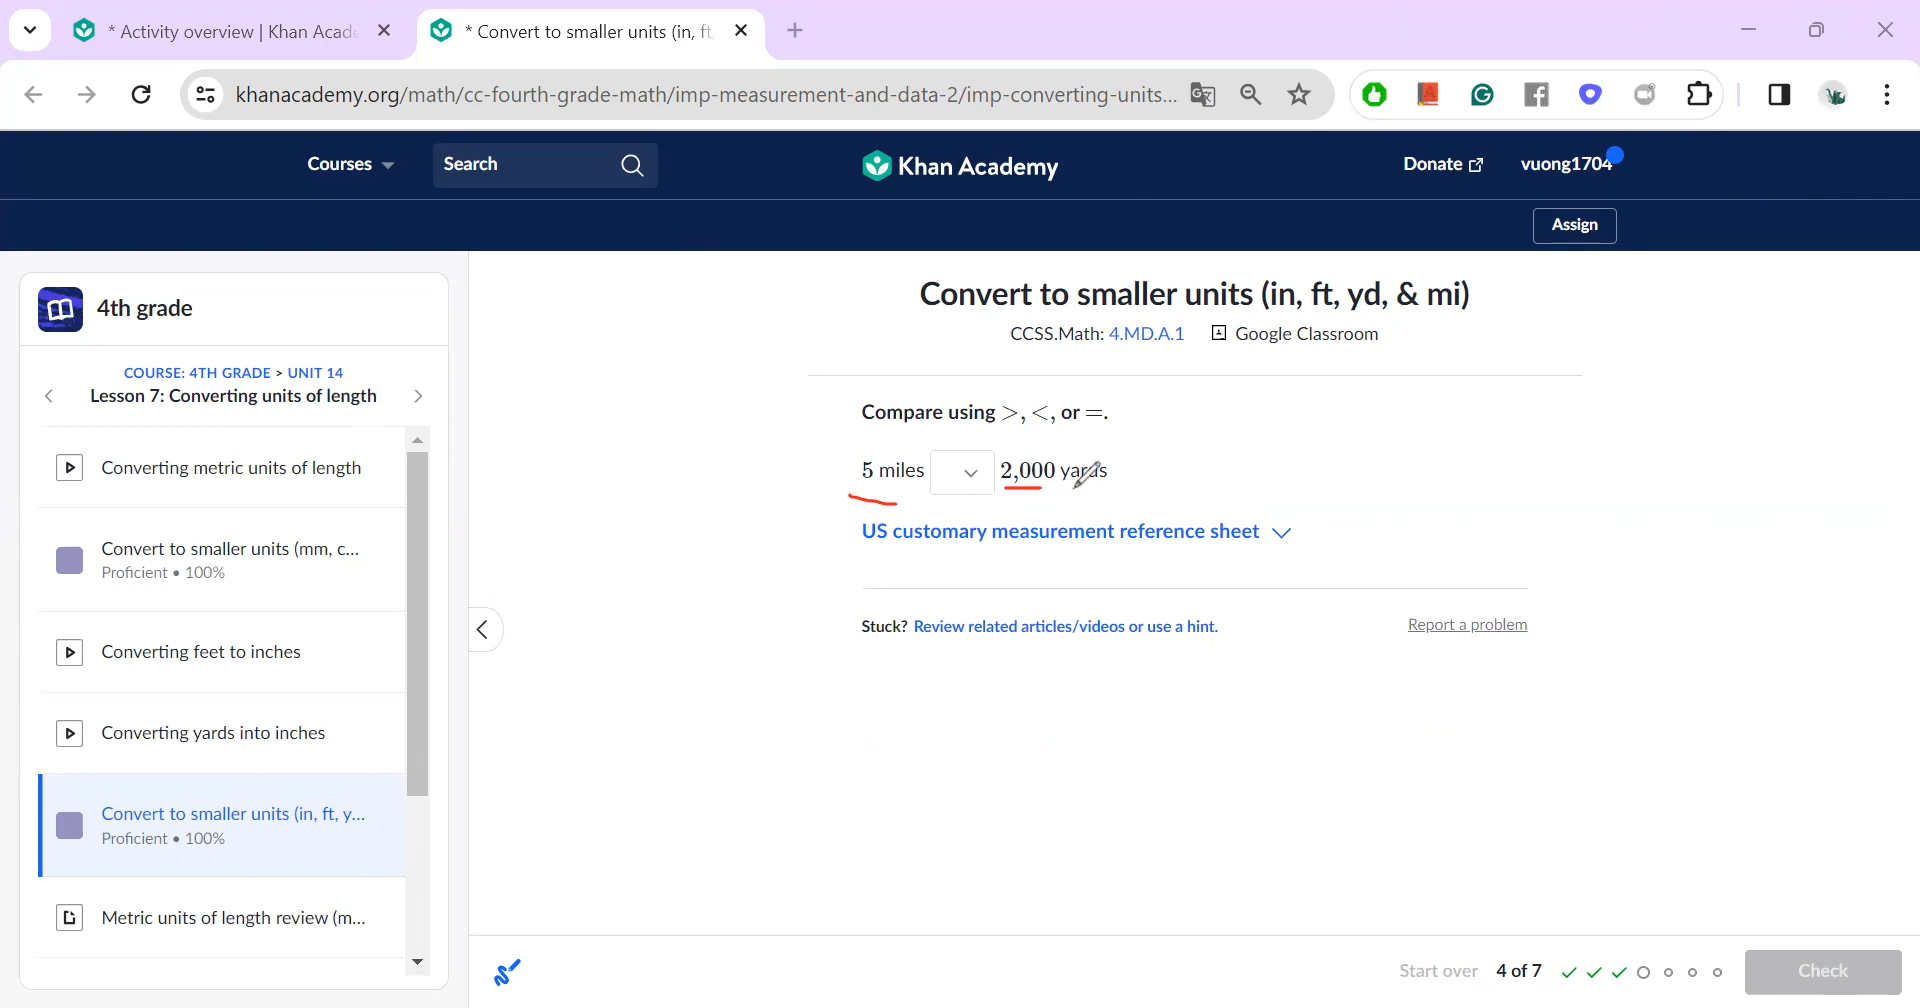 * Activity overview | Khan Acade
* Convert to smaller units (in, ft,
khanacademy.org/math/cc-fourth-grade-math/imp-measurement-and-data-2/imp-converting-units...
Courses
Search
Khan Academy
Donate
vuong1704
Assign
4th grade
COURSE: 4TH GRADE > UNIT 14
Lesson 7: Converting units of length
Converting metric units of length
Convert to smaller units (mm, c...
Proficient • 100%
Converting feet to inches
Converting yards into inches
Convert to smaller units (in, ft, y...
Proficient • 100%
Metric units of length review (m...
Convert to smaller units (in, ft, yd, & mi)
CCSS.Math: 4.MD.A.1 Google Classroom
Compare using >, <, or =.
5 miles 2,000 yards
US customary measurement reference sheet
Stuck? Review related articles/videos or use a hint.
Report a problem
Start over 4 of 7 Check